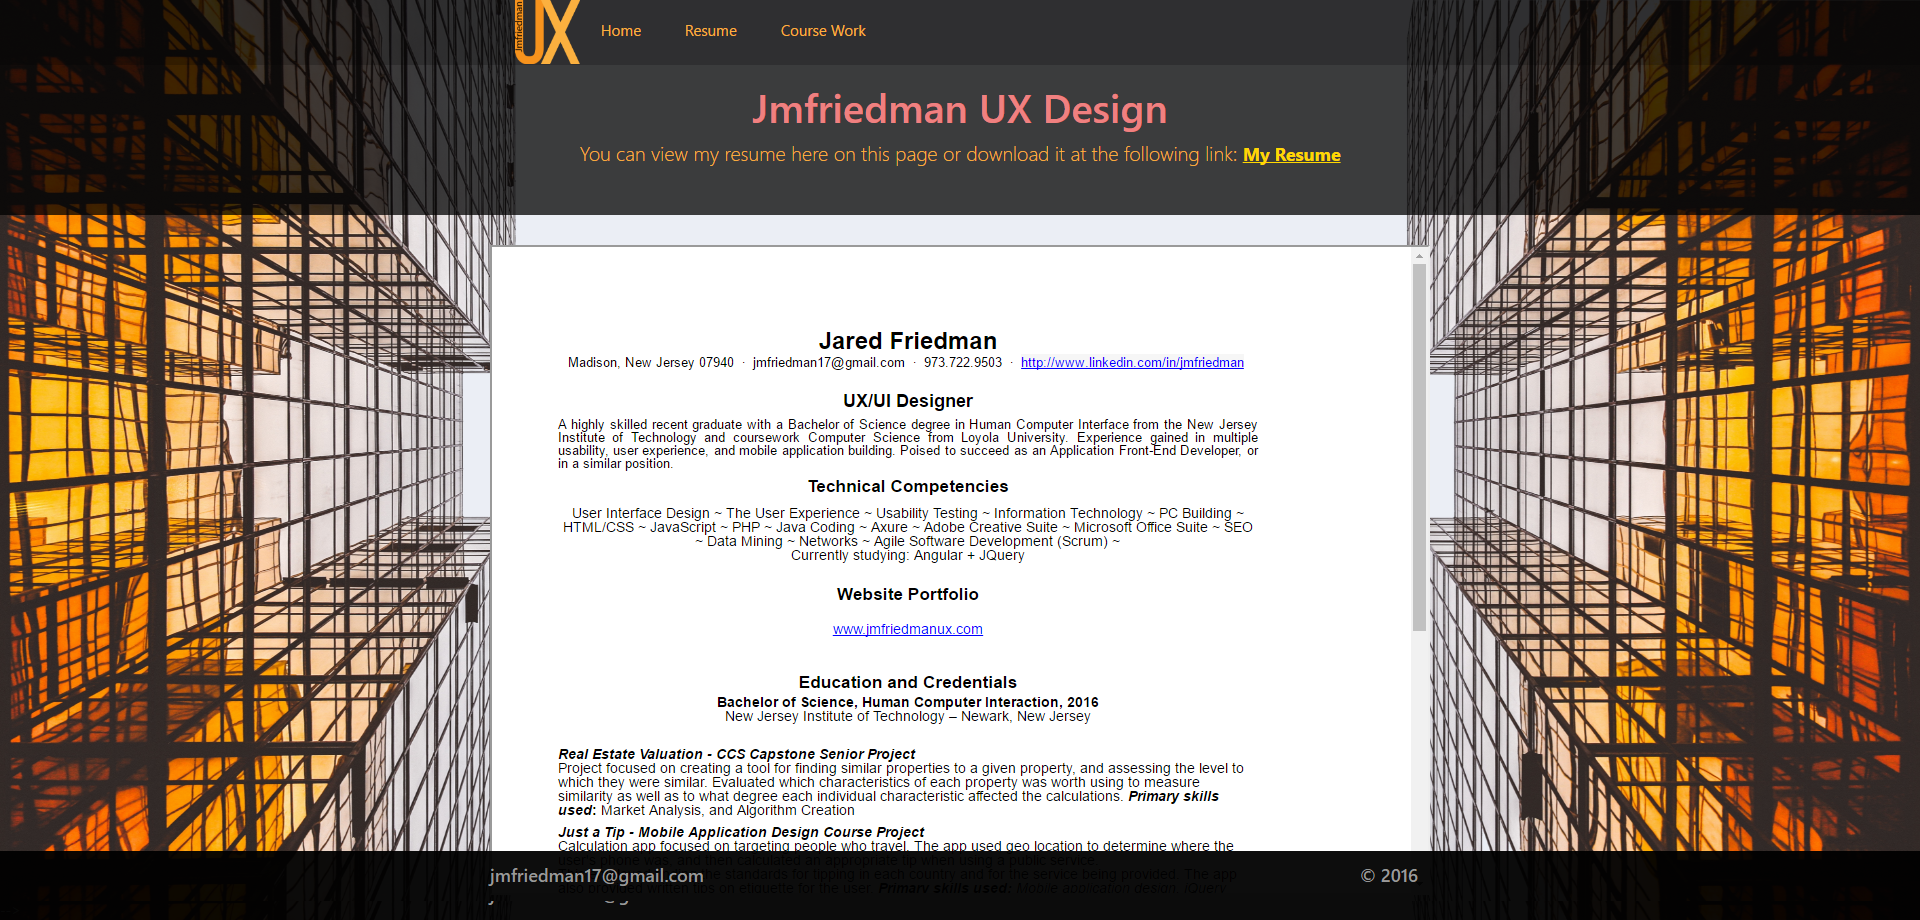 Jmfriedman
UX
Home Resume Course Work
Jmfriedman UX Design
You can view my resume here on this page or download it at the following link: My Resume
Jared Friedman
Madison, New Jersey 07940 · jmfriedman17@gmail.com · 973.722.9503 · http://www.linkedin.com/in/jmfriedman
UX/UI Designer
A highly skilled recent graduate with a Bachelor of Science degree in Human Computer Interface from the New Jersey
Institute of Technology and coursework Computer Science from Loyola University. Experience gained in multiple
usability, user experience, and mobile application building. Poised to succeed as an Application Front-End Developer, or
in a similar position.
Technical Competencies
User Interface Design ~ The User Experience ~ Usability Testing ~ Information Technology ~ PC Building ~
HTML/CSS ~ JavaScript ~ PHP ~ Java Coding ~ Axure ~ Adobe Creative Suite ~ Microsoft Office Suite ~ SEO
~ Data Mining ~ Networks ~ Agile Software Development (Scrum) ~
Currently studying: Angular + JQuery
Website Portfolio
www.jmfriedmanux.com
Education and Credentials
Bachelor of Science, Human Computer Interaction, 2016
New Jersey Institute of Technology – Newark, New Jersey
Real Estate Valuation - CCS Capstone Senior Project
Project focused on creating a tool for finding similar properties to a given property, and assessing the level to
which they were similar. Evaluated which characteristics of each property was worth using to measure
similarity as well as to what degree each individual characteristic affected the calculations. Primary skills
used: Market Analysis, and Algorithm Creation
Just a Tip - Mobile Application Design Course Project
Calculation app focused on targeting people who travel. The app used geo location to determine where the
user's phone was, and then calculated an appropriate tip when using a public service.
the standards for tipping in each country and for the service being provided. The app
also provided written tips on etiquette for the user. Primary skills used: Mobile application design, jQuery
jmfriedman17@gmail.com © 2016